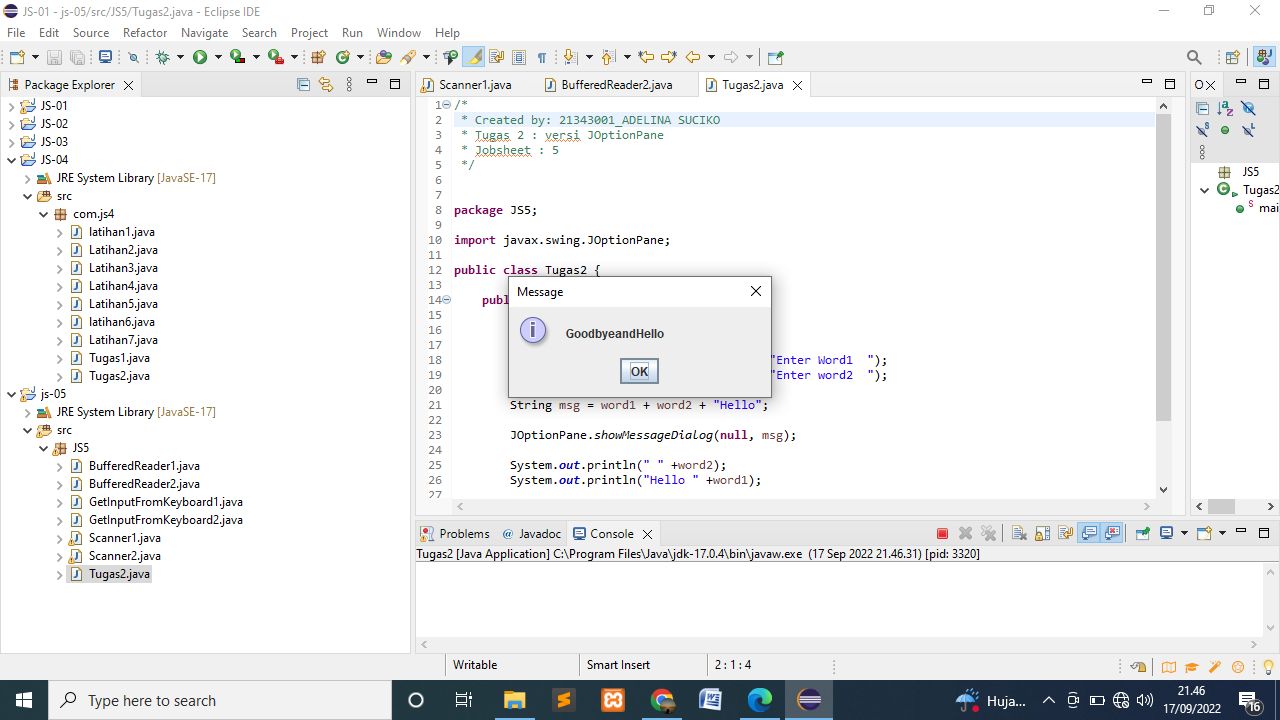 JS-01 - js-05/src/JS5/Tugas2.java - Eclipse IDE
File Edit Source Refactor Navigate Search Project Run Window Help
Package Explorer
JS-01
JS-02
JS-03
JS-04
JRE System Library [JavaSE-17]
src
com.js4
latihan1.java
Latihan2.java
Latihan3.java
Latihan4.java
Latihan5.java
latihan6.java
Latihan7.java
Tugas1.java
Tugas2.java
js-05
JRE System Library [JavaSE-17]
src
JS5
BufferedReader1.java
BufferedReader2.java
GetInputFromKeyboard1.java
GetInputFromKeyboard2.java
Scanner1.java
Scanner2.java
Tugas2.java
Scanner1.java BufferedReader2.java Tugas2.java
1 /*
2 * Created by: 21343001_ADELINA SUCIKO
3 * Tugas 2 : versi JOptionPane
4 * Jobsheet : 5
5 */
6
7
8 package JS5;
9
10 import javax.swing.JOptionPane;
11
12 public class Tugas2 {
13
14 publ
15
16
17
18 "Enter Word1 ");
19 "Enter word2 ");
20
21 String msg = word1 + word2 + "Hello";
22
23 JOptionPane.showMessageDialog(null, msg);
24
25 System.out.println(" " +word2);
26 System.out.println("Hello " +word1);
27
Message
i
GoodbyeandHello
OK
O
JS5
Tugas2
S mai
Problems @ Javadoc Console
Tugas2 [Java Application] C:\Program Files\Java\jdk-17.0.4\bin\javaw.exe (17 Sep 2022 21.46.31) [pid: 3320]
Writable Smart Insert 2 : 1 : 4
Type here to search
Huja...
21.46
17/09/2022
16